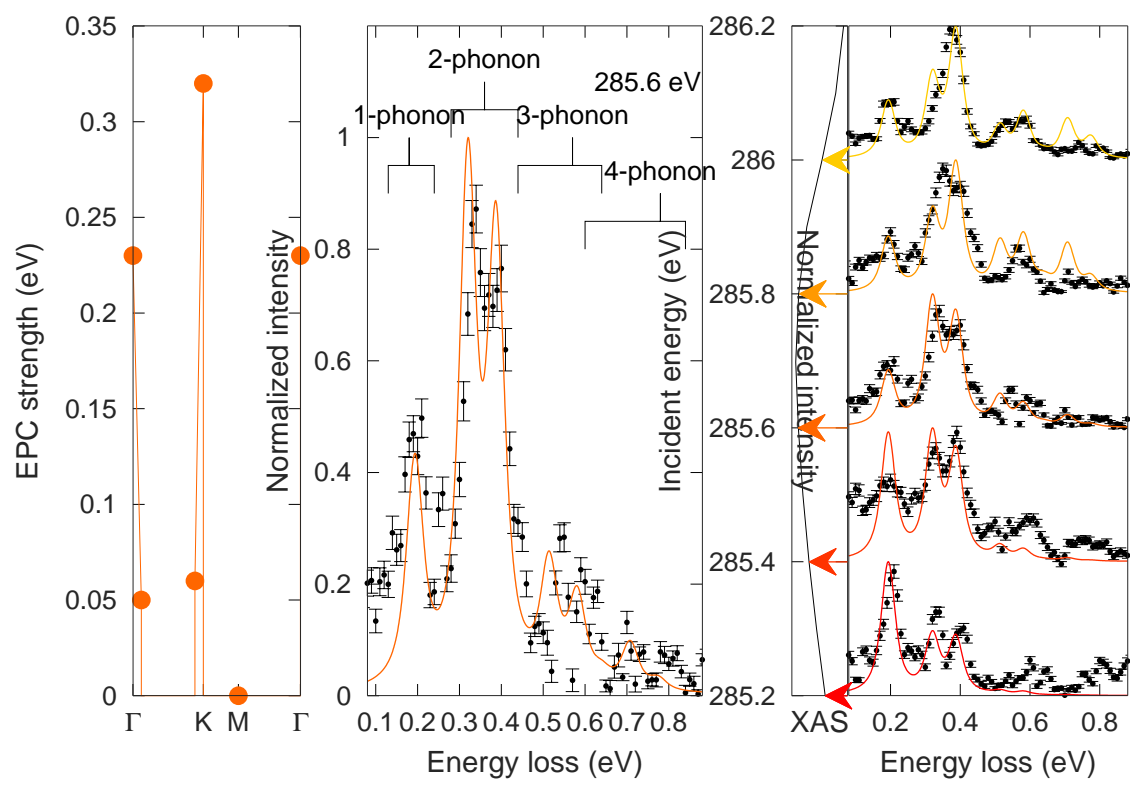 EPC strength (eV)
0.35
0.3
0.25
0.2
0.15
0.1
0.05
0
Γ
K
M
Γ
Normalized intensity
1
0.8
0.6
0.4
0.2
0
1-phonon
2-phonon
3-phonon
4-phonon
285.6 eV
0.1
0.2
0.3
0.4
0.5
0.6
0.7
0.8
Energy loss (eV)
Incident energy (eV)
286.2
286
285.8
285.6
285.4
285.2
XAS
Normalized intensity
0.2
0.4
0.6
0.8
Energy loss (eV)